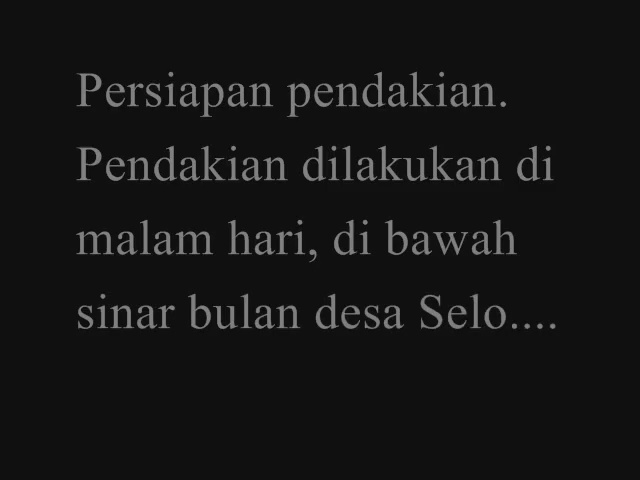 Persiapan pendakian.
Pendakian dilakukan di
malam hari, di bawah
sinar bulan desa Selo....